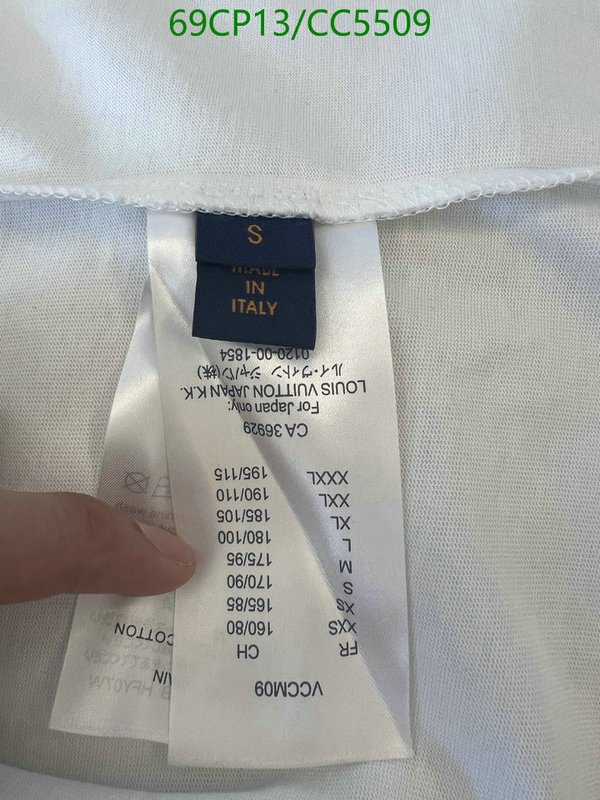 69CP13/CC5509
S
MADE
IN
ITALY
VCCM09
FR CH
XXS 160/80
XS 165/85
S 170/90
M 175/95
L 180/100
XL 185/105
XXL 190/110
XXXL 195/115
CA 36929
For Japan only:
LOUIS VUITTON JAPAN K.K.
ルイ・ヴィトン ジャパン(株)
0120-00-1854
COTTON